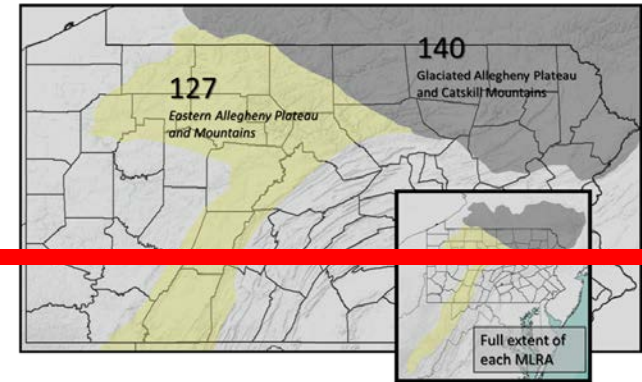 127
Eastern Allegheny Plateau
and Mountains
140
Glaciated Allegheny Plateau
and Catskill Mountains
Full extent of
each MLRA